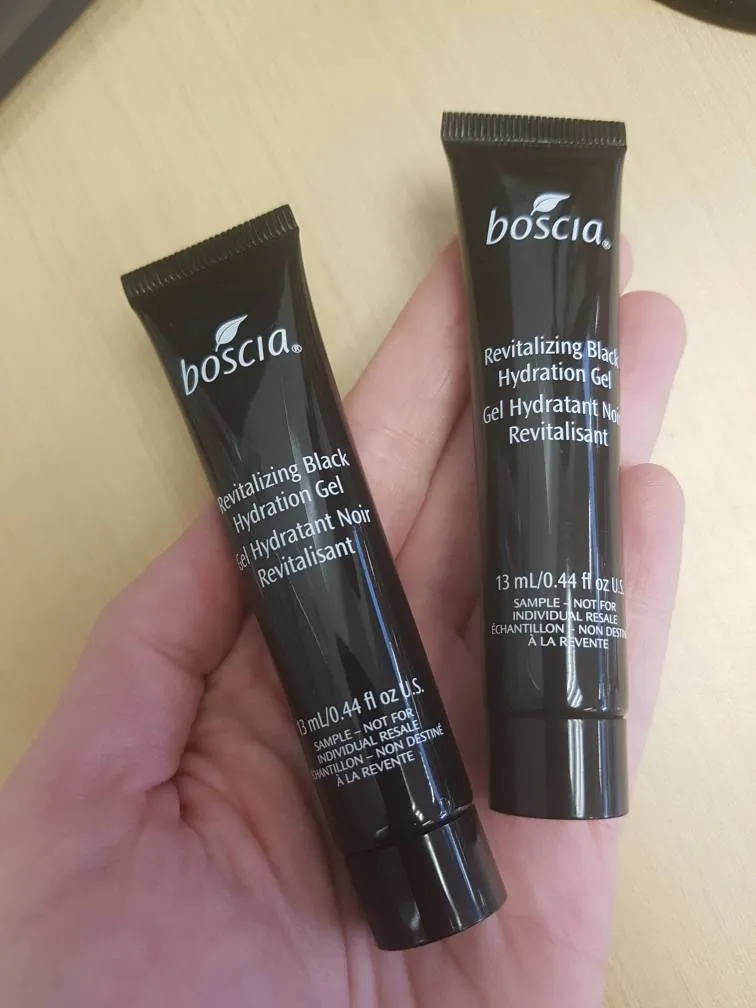 boscia®
Revitalizing Black
Hydration Gel
Gel Hydratant Noir
Revitalisant
13 mL/0.44 fl oz U.S.
SAMPLE – NOT FOR
INDIVIDUAL RESALE
ÉCHANTILLON – NON DESTINÉ
À LA REVENTE
boscia®
Revitalizing Black
Hydration Gel
Gel Hydratant Noir
Revitalisant
13 mL/0.44 fl oz U.S.
SAMPLE – NOT FOR
INDIVIDUAL RESALE
ÉCHANTILLON – NON DESTINÉ
À LA REVENTE